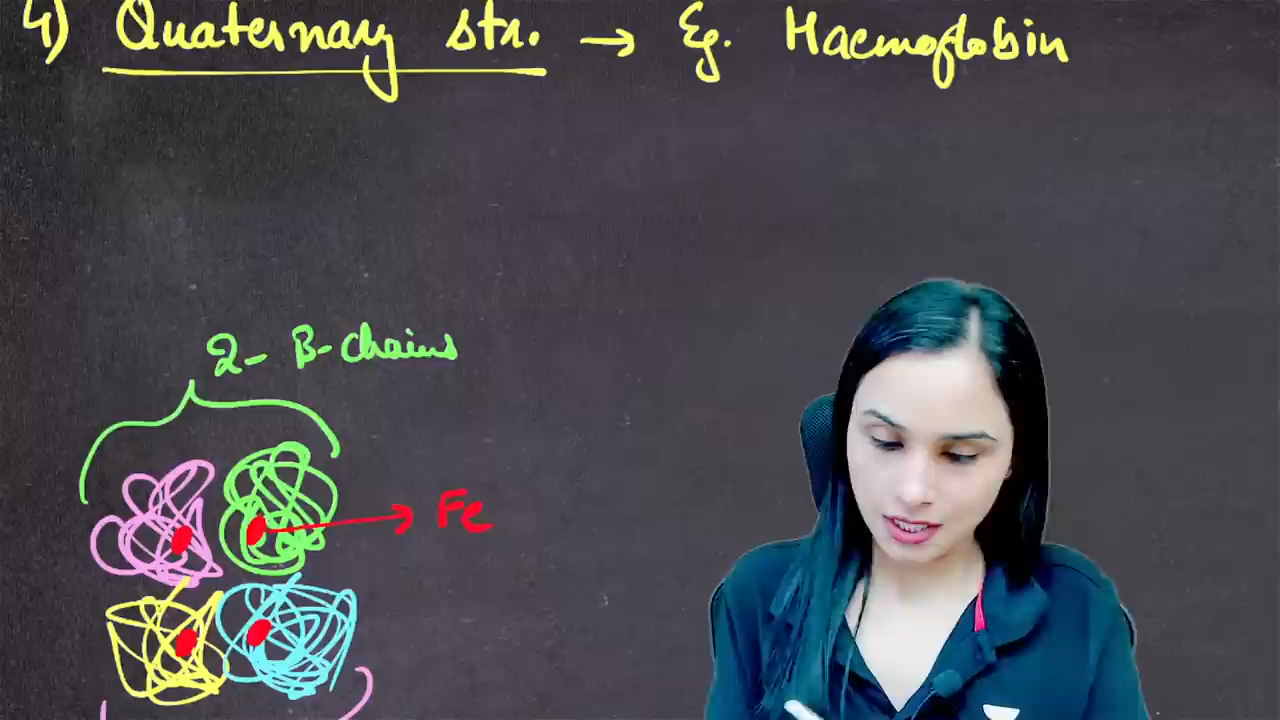 4) Quaternary str. → Eg. Haemoglobin
2- B-chains
Fe